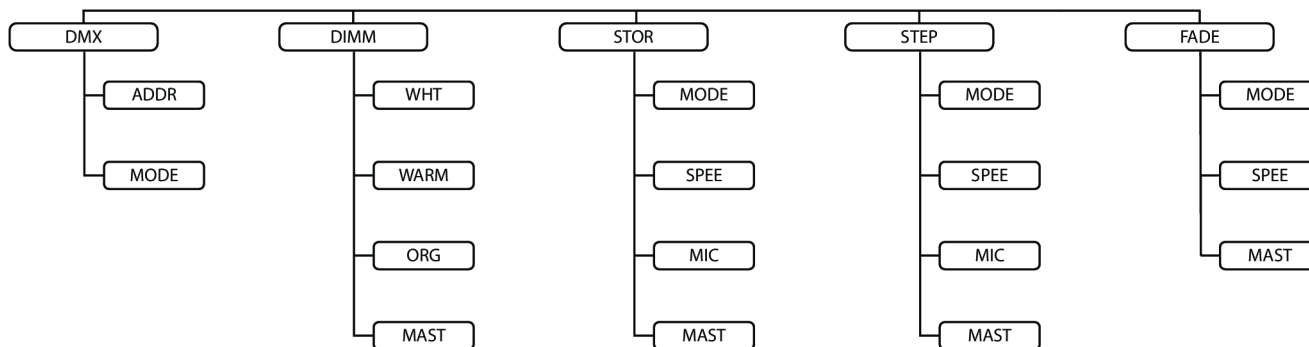 DMX DIMM STOR STEP FADE
ADDR WHT MODE MODE MODE
MODE WARM SPEE SPEE SPEE
ORG MIC MIC MAST
MAST MAST MAST